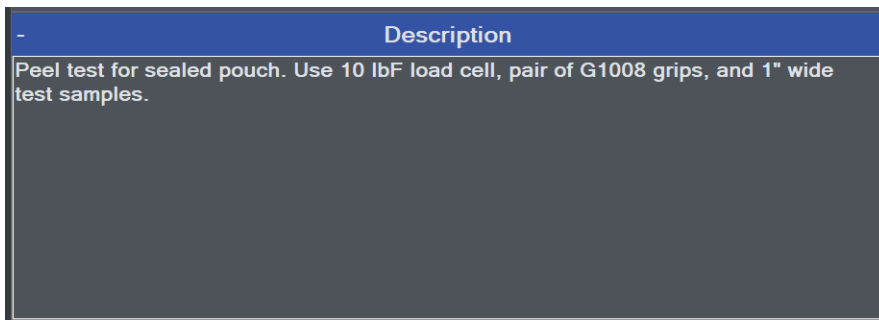 -
Description
Peel test for sealed pouch. Use 10 lbF load cell, pair of G1008 grips, and 1" wide
test samples.